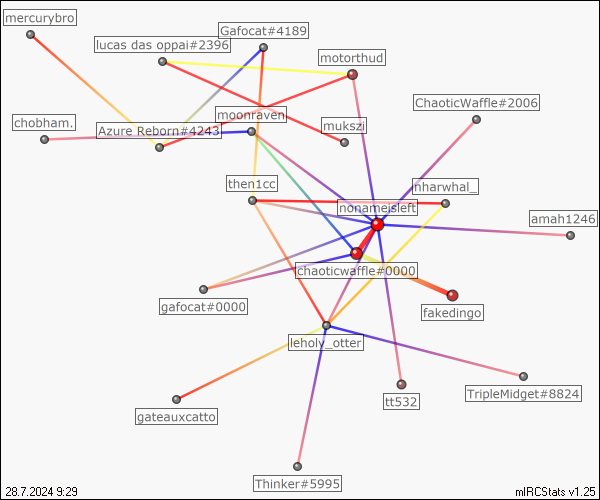 mercurybro
Gafocat#4189
lucas das oppai#2396
motorthud
ChaoticWaffle#2006
moonraven
chobham.
Azure Reborn#4243
mukszi
then1cc
nharwhal_
nonameisleft
amah1246
chaoticwaffle#0000
gafocat#0000
fakedingo
leholy_otter
TripleMidget#8824
tt532
gateauxcatto
Thinker#5995
28.7.2024 9:29
mIRCStats v1.25